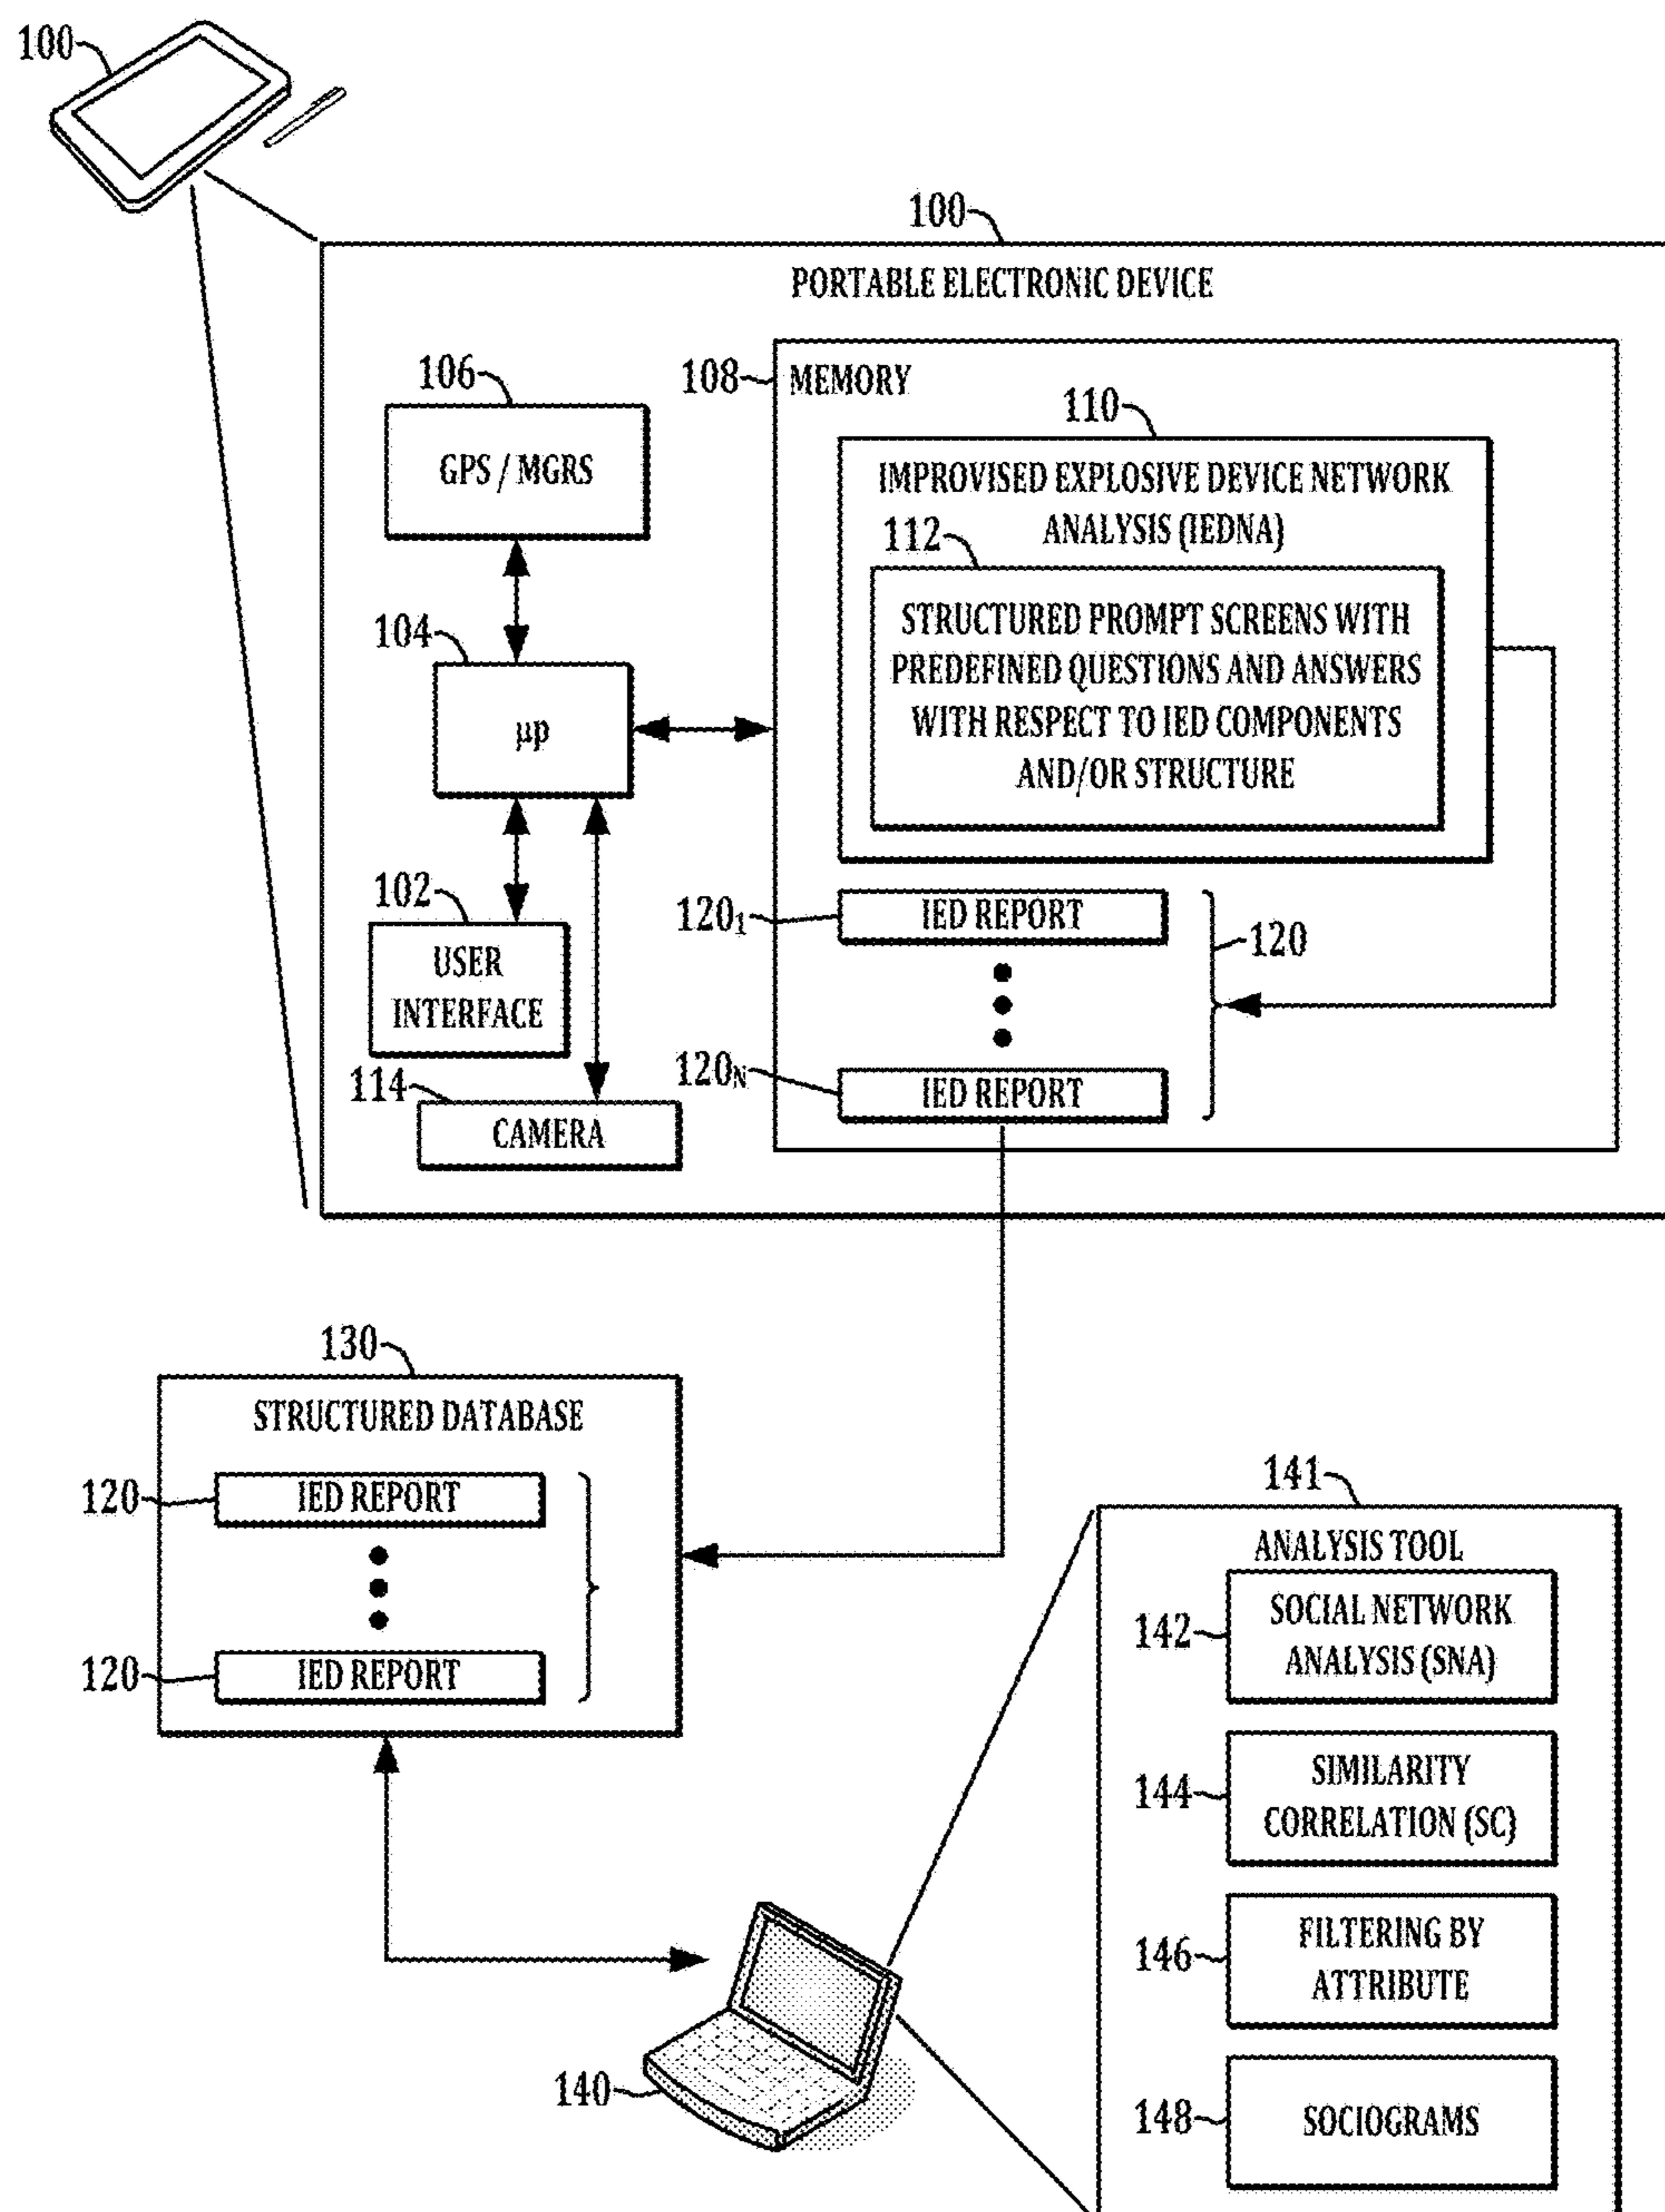 100
100
PORTABLE ELECTRONIC DEVICE
106
GPS / MGRS
104
μp
102
USER
INTERFACE
114
CAMERA
108
MEMORY
110
IMPROVISED EXPLOSIVE DEVICE NETWORK
ANALYSIS (IEDNA)
112
STRUCTURED PROMPT SCREENS WITH
PREDEFINED QUESTIONS AND ANSWERS
WITH RESPECT TO IED COMPONENTS
AND/OR STRUCTURE
120₁
IED REPORT
120
120N
IED REPORT
130
STRUCTURED DATABASE
120
IED REPORT
120
IED REPORT
140
141
ANALYSIS TOOL
142
SOCIAL NETWORK
ANALYSIS (SNA)
144
SIMILARITY
CORRELATION (SC)
146
FILTERING BY
ATTRIBUTE
148
SOCIOGRAMS